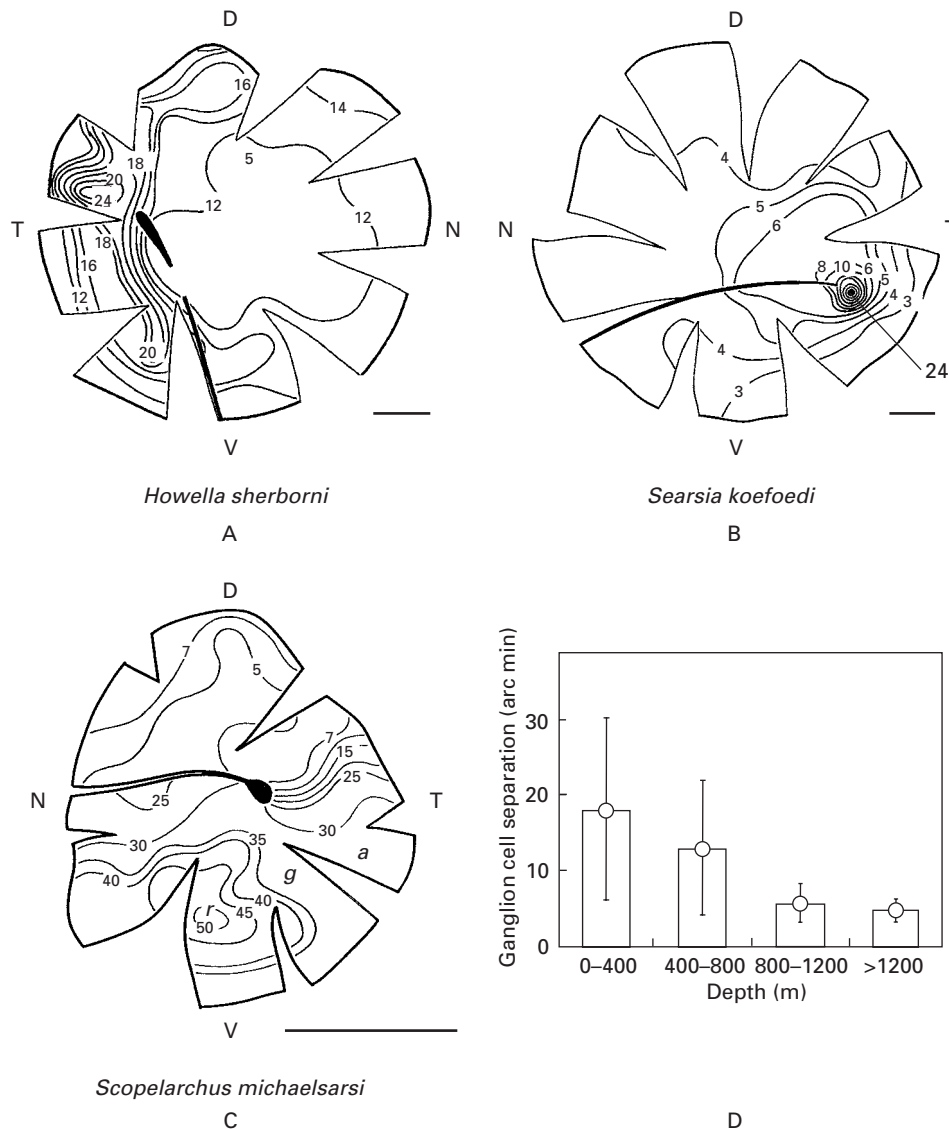 D
16
14
5
18
20
24
12
12
T
N
18
16
12
20
V
Howella sherborni
A
D
4
5
6
N
T
8 10 6
5
4
3
4
3
24
V
Searsia koefoedi
B
D
7
5
7
15
25
N
T
25
30
30
35
a
40
g
r
40
45
50
V
Scopelarchus michaelsarsi
C
Ganglion cell separation (arc min)
30
20
10
0
0–400 400–800 800–1200 >1200
Depth (m)
D